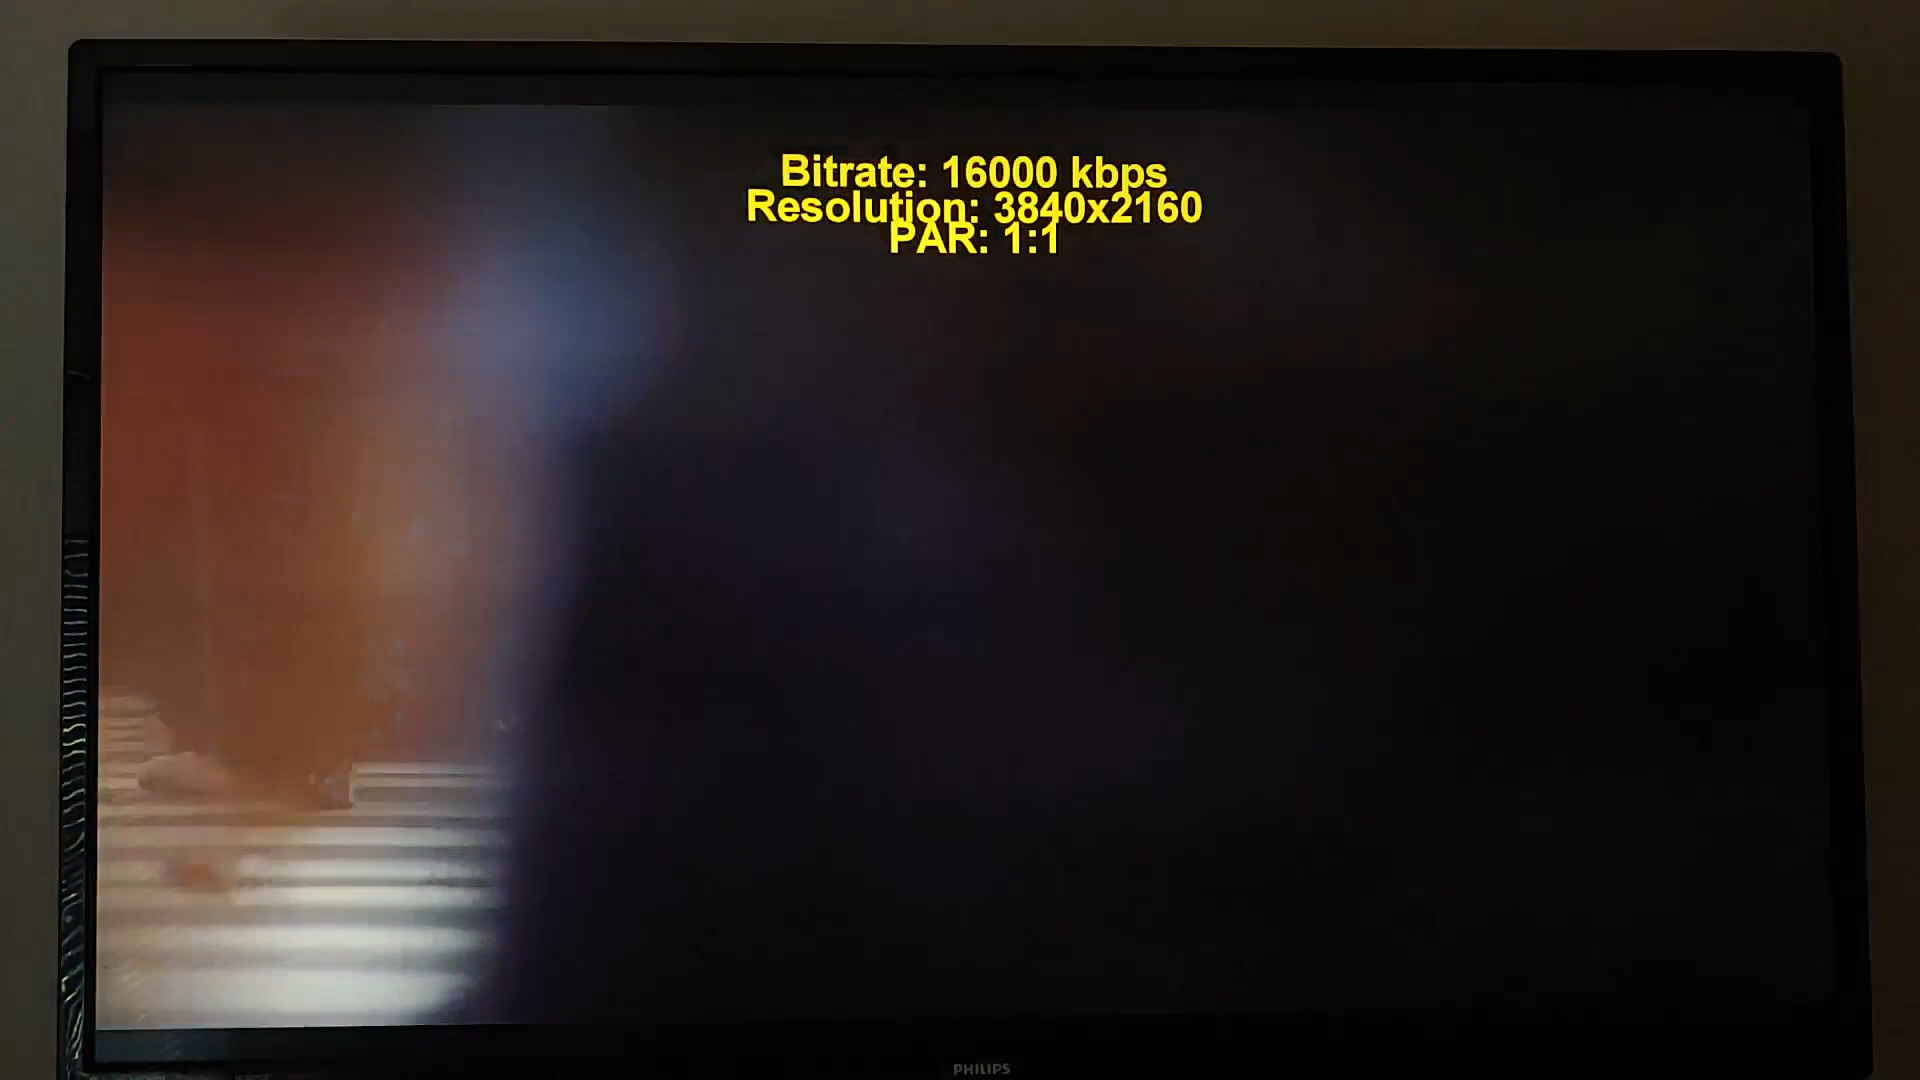 Bitrate: 16000 kbps
Resolution: 3840x2160
PAR: 1:1
PHILIPS